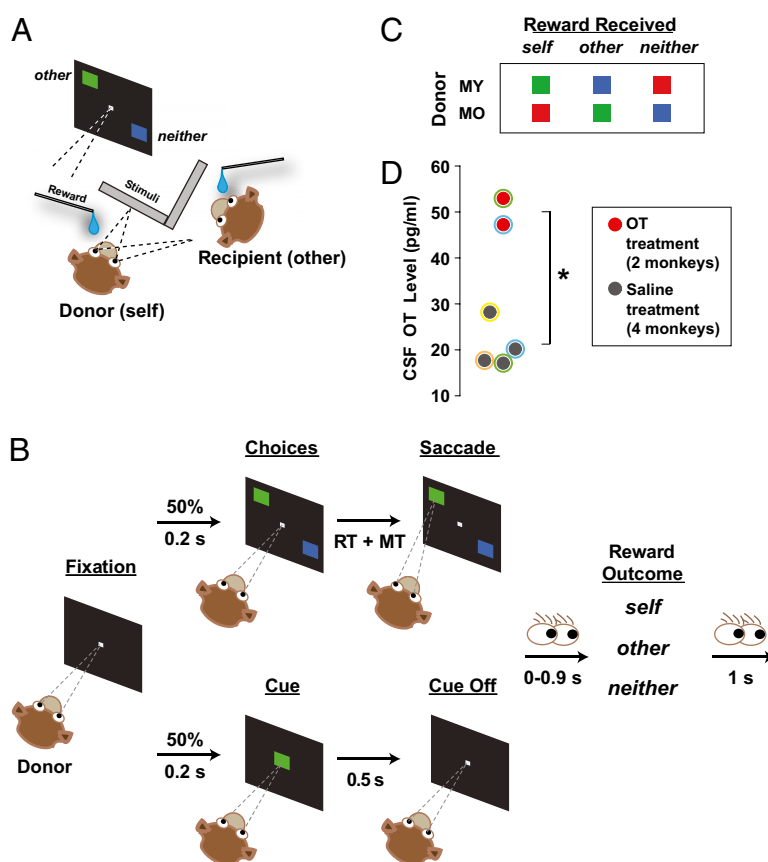 A
other
neither
Reward
Stimuli
Recipient (other)
Donor (self)
C
Reward Received
self other neither
Donor
MY
MO
D
CSF OT Level (pg/ml)
60
50
40
30
20
10
*
OT
treatment
(2 monkeys)
Saline
treatment
(4 monkeys)
B
Choices
Saccade
50%
0.2 s
RT + MT
Fixation
Donor
Reward
Outcome
self
other
neither
0-0.9 s
1 s
Cue
Cue Off
50%
0.2 s
0.5 s